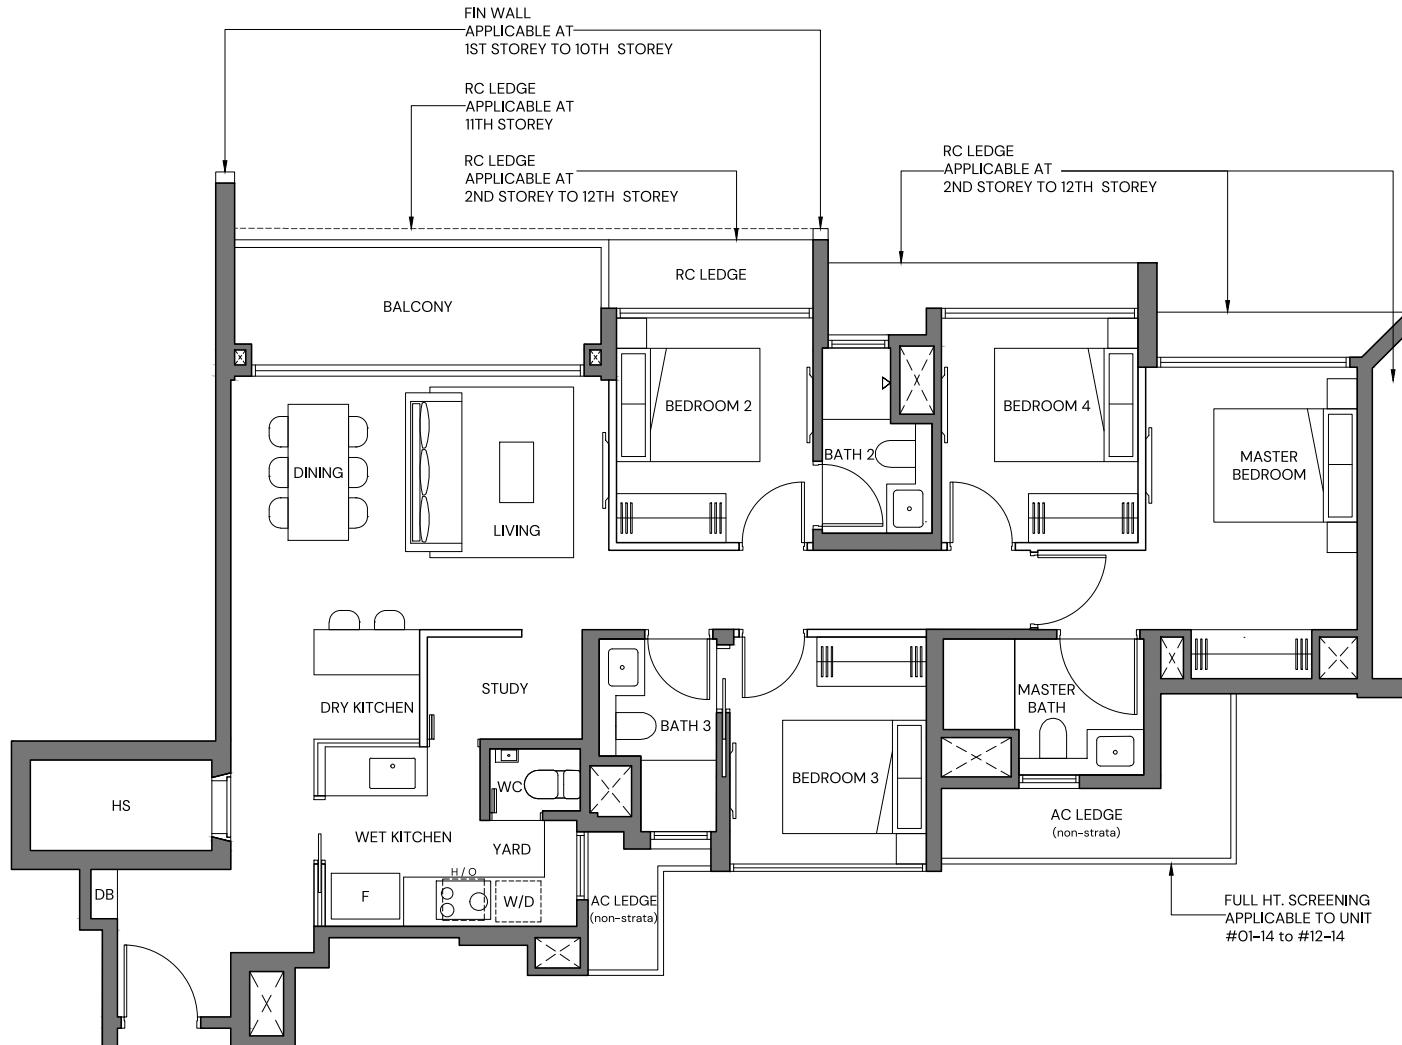 FIN WALL
APPLICABLE AT
1ST STOREY TO 10TH STOREY
RC LEDGE
APPLICABLE AT
11TH STOREY
RC LEDGE
APPLICABLE AT
2ND STOREY TO 12TH STOREY
RC LEDGE
APPLICABLE AT
2ND STOREY TO 12TH STOREY
RC LEDGE
BALCONY
BEDROOM 2
BEDROOM 4
BATH 2
MASTER
BEDROOM
DINING
LIVING
STUDY
DRY KITCHEN
BATH 3
MASTER
BATH
BEDROOM 3
WC
HS
WET KITCHEN
YARD
AC LEDGE
(non-strata)
H/O
F
W/D
DB
AC LEDGE
(non-strata)
FULL HT. SCREENING
APPLICABLE TO UNIT
#01-14 to #12-14